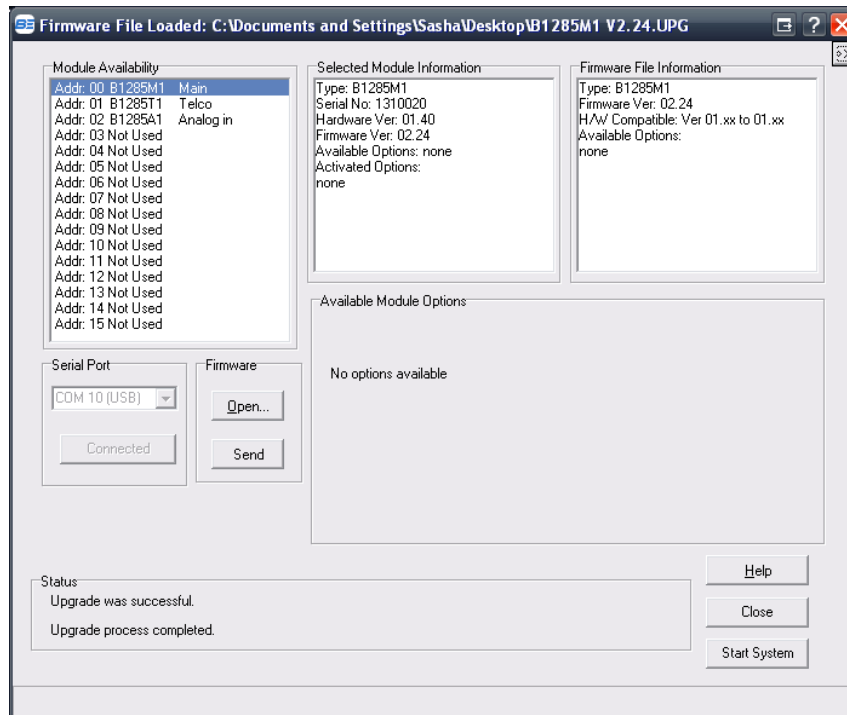 Firmware File Loaded: C:\Documents and Settings\Sasha\Desktop\B1285M1 V2.24.UPG
Module Availability
Addr: 00 B1285M1 Main
Addr: 01 B1285T1 Telco
Addr: 02 B1285A1 Analog in
Addr: 03 Not Used
Addr: 04 Not Used
Addr: 05 Not Used
Addr: 06 Not Used
Addr: 07 Not Used
Addr: 08 Not Used
Addr: 09 Not Used
Addr: 10 Not Used
Addr: 11 Not Used
Addr: 12 Not Used
Addr: 13 Not Used
Addr: 14 Not Used
Addr: 15 Not Used
Selected Module Information
Type: B1285M1
Serial No: 1310020
Hardware Ver: 01.40
Firmware Ver: 02.24
Available Options: none
Activated Options:
none
Firmware File Information
Type: B1285M1
Firmware Ver: 02.24
H/W Compatible: Ver 01.xx to 01.xx
Available Options:
none
Available Module Options
No options available
Serial Port
COM 10 (USB)
Connected
Firmware
Open...
Send
Status
Upgrade was successful.
Upgrade process completed.
Help
Close
Start System